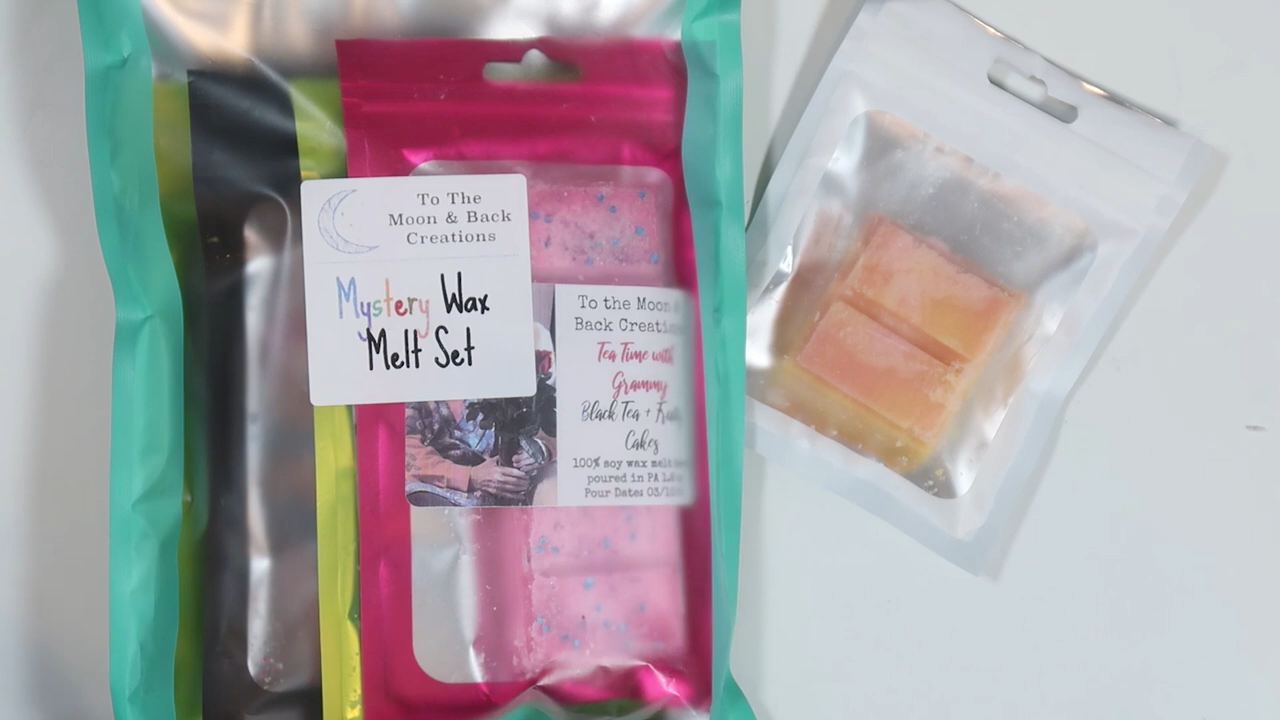 To The
Moon & Back
Creations
Mystery Wax
Melt Set
To the Moon
Back
Tea Time with
Grammy
Black Tea +
Cakes
100% soy wax melt
poured in PA
Pour Date: 03/